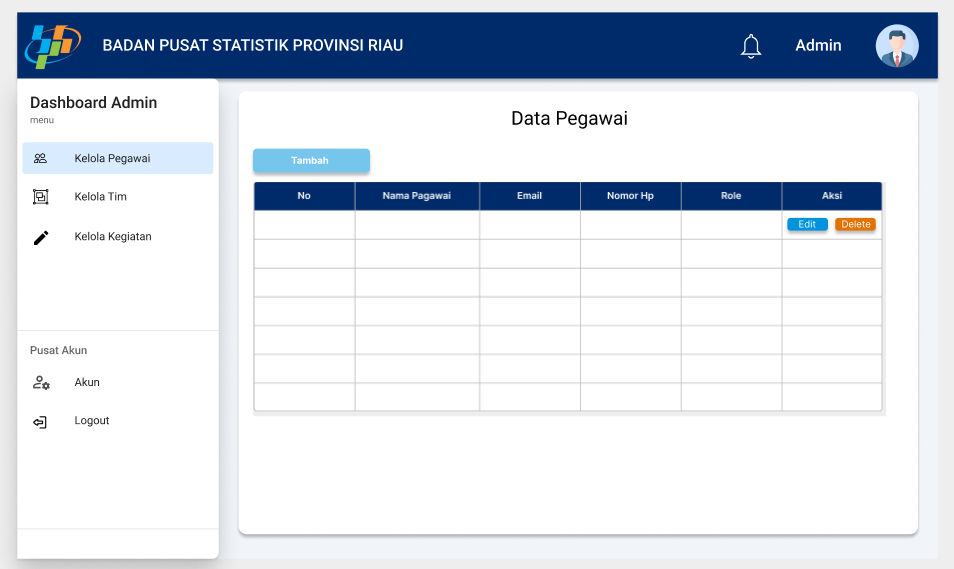 BADAN PUSAT STATISTIK PROVINSI RIAU
Admin
Dashboard Admin
menu
Kelola Pegawai
Kelola Tim
Kelola Kegiatan
Pusat Akun
Akun
Logout
Data Pegawai
Tambah
No Nama Pagawai Email Nomor Hp Role Aksi
Edit Delete